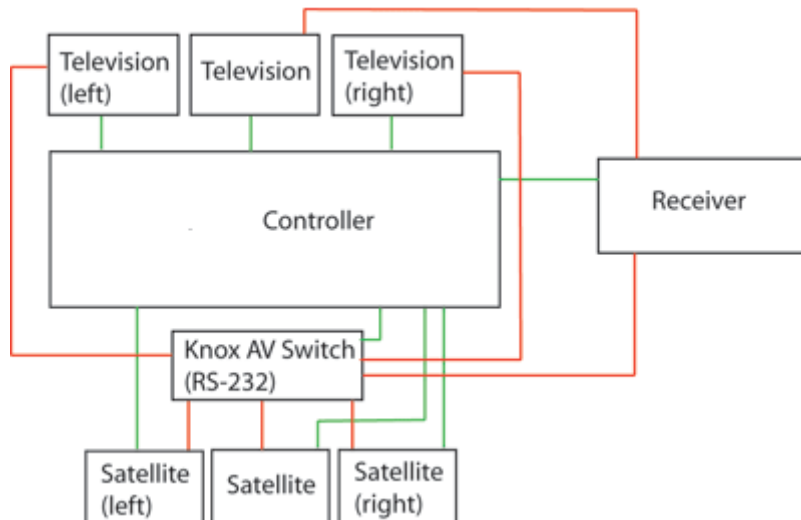 Television
(left)
Television
Television
(right)
Controller
Receiver
Knox AV Switch
(RS-232)
Satellite
(left)
Satellite
Satellite
(right)